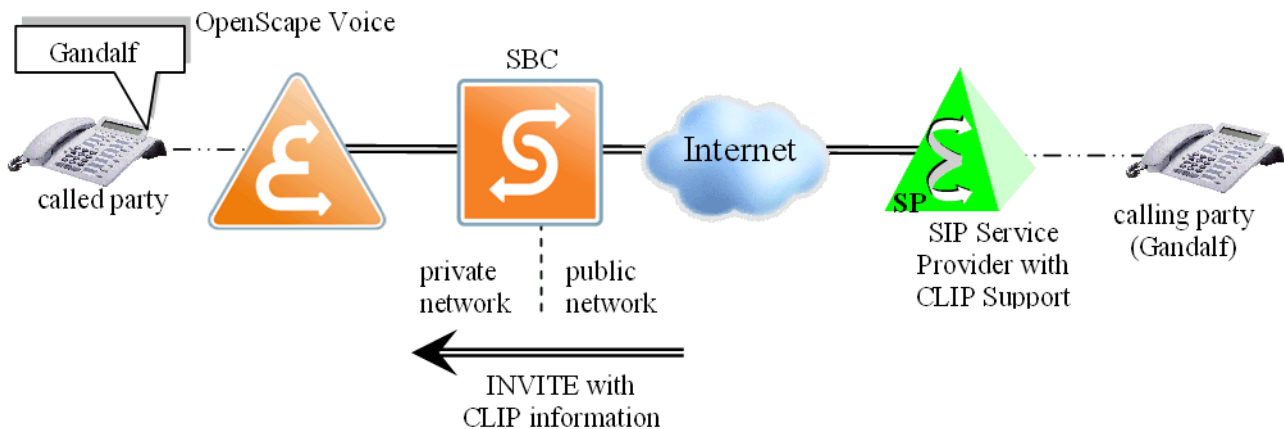 OpenScape Voice
Gandalf
SBC
Internet
SP
called party
calling party
(Gandalf)
SIP Service
Provider with
CLIP Support
private
network
public
network
INVITE with
CLIP information